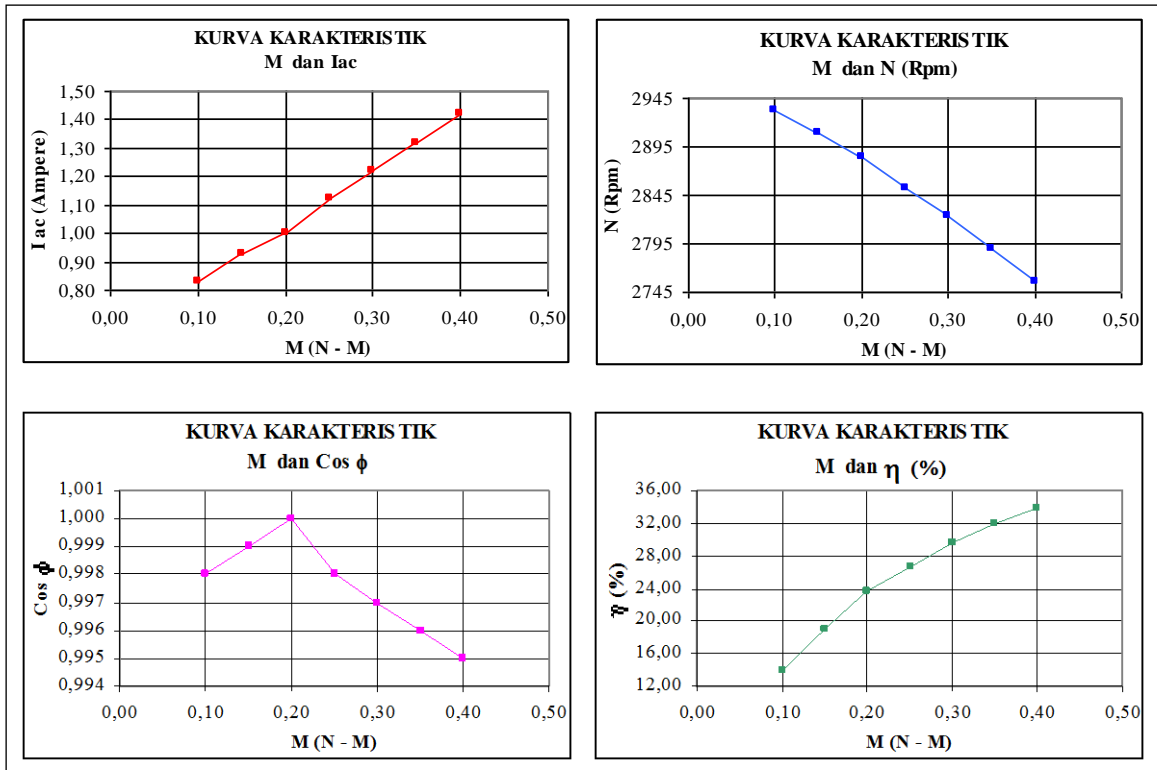 KURVA KARAKTERISTIK
M dan Iac
1,50
1,40
1,30
1,20
1,10
1,00
0,90
0,80
I ac (Ampere)
0,00 0,10 0,20 0,30 0,40 0,50
M (N - M)
KURVA KARAKTERISTIK
M dan N (Rpm)
2945
2895
2845
2795
2745
N (Rpm)
0,00 0,10 0,20 0,30 0,40 0,50
M (N - M)
KURVA KARAKTERISTIK
M dan Cos ϕ
1,001
1,000
0,999
0,998
0,997
0,996
0,995
0,994
Cos ϕ
0,00 0,10 0,20 0,30 0,40 0,50
M (N - M)
KURVA KARAKTERISTIK
M dan η (%)
36,00
32,00
28,00
24,00
20,00
16,00
12,00
η (%)
0,00 0,10 0,20 0,30 0,40 0,50
M (N - M)